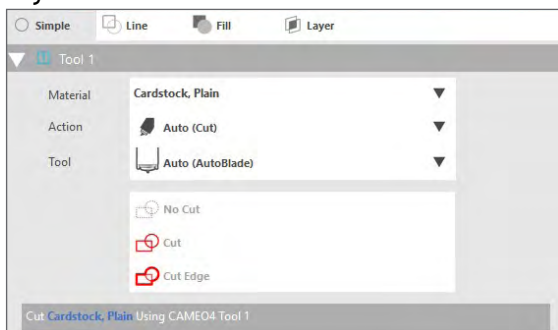 Simple Line Fill Layer
Tool 1
Material Cardstock, Plain
Action Auto (Cut)
Tool Auto (AutoBlade)
No Cut
Cut
Cut Edge
Cut Cardstock, Plain Using CAMEO4 Tool 1